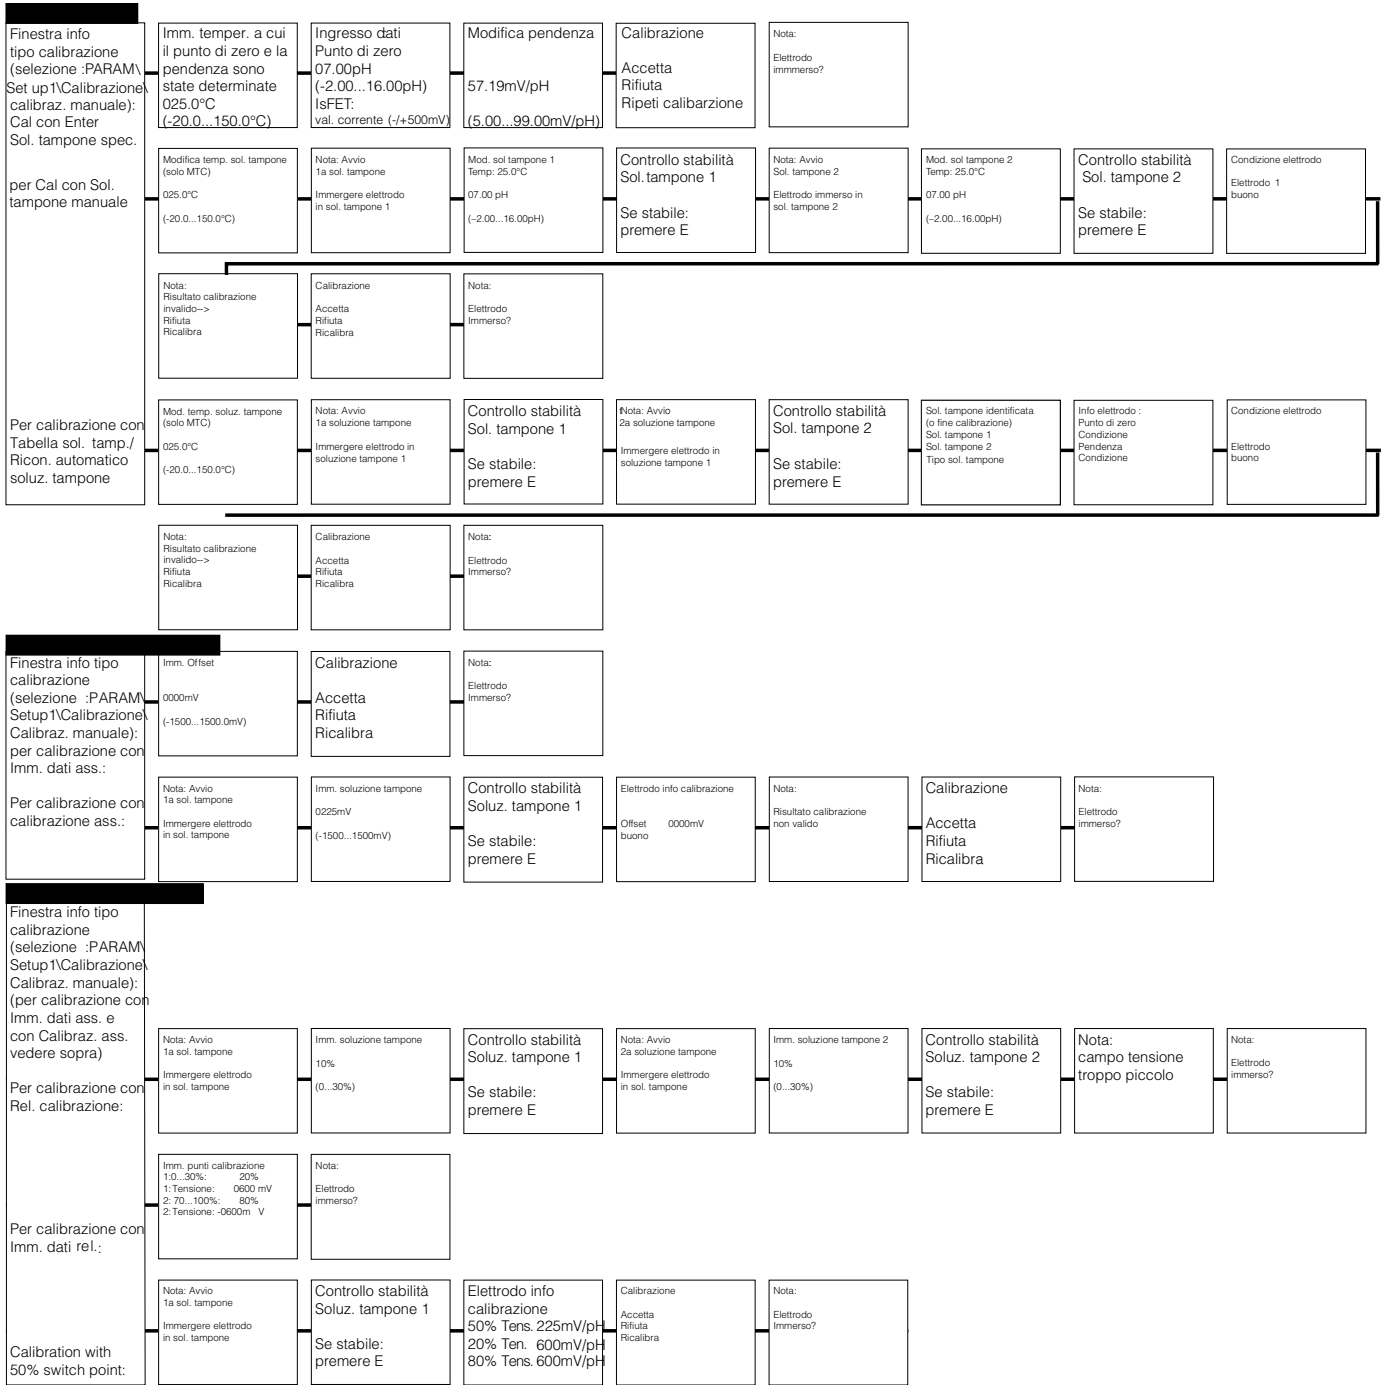 Finestra info
tipo calibrazione
(selezione :PARAM\
Set up1\Calibrazione\
calibraz. manuale):
Cal con Enter
Sol. tampone spec.
Imm. temper. a cui
il punto di zero e la
pendenza sono
state determinate
025.0°C
(-20.0...150.0°C)
Ingresso dati
Punto di zero
07.00pH
(-2.00...16.00pH)
IsFET:
val. corrente (-/+500mV)
Modifica pendenza
57.19mV/pH
(5.00...99.00mV/pH)
Calibrazione
Accetta
Rifiuta
Ripeti calibarzione
Nota:
Elettrodo
immmerso?
per Cal con Sol.
tampone manuale
Modifica temp. sol. tampone
(solo MTC)
025.0°C
(-20.0...150.0°C)
Nota: Avvio
1a sol. tampone
Immergere elettrodo
in sol. tampone 1
Mod. sol tampone 1
Temp: 25.0°C
07.00 pH
(–2.00...16.00pH)
Controllo stabilità
Sol. tampone 1
Se stabile:
premere E
Nota: Avvio
Sol. tampone 2
Elettrodo immerso in
sol. tampone 2
Mod. sol tampone 2
Temp: 25.0°C
07.00 pH
(–2.00...16.00pH)
Controllo stabilità
Sol. tampone 2
Se stabile:
premere E
Condizione elettrodo
Elettrodo 1
buono
Nota:
Risultato calibrazione
invalido-->
Rifiuta
Ricalibra
Calibrazione
Accetta
Rifiuta
Ricalibra
Nota:
Elettrodo
Immerso?
Per calibrazione con
Tabella sol. tamp./
Ricon. automatico
soluz. tampone
Mod. temp. soluz. tampone
(solo MTC)
025.0°C
(-20.0...150.0°C)
Nota: Avvio
1a soluzione tampone
Immergere elettrodo in
soluzione tampone 1
Controllo stabilità
Sol. tampone 1
Se stabile:
premere E
Nota: Avvio
2a soluzione tampone
Immergere elettrodo in
soluzione tampone 1
Controllo stabilità
Sol. tampone 2
Se stabile:
premere E
Sol. tampone identificata
(o fine calibrazione)
Sol. tampone 1
Sol. tampone 2
Tipo sol. tampone
Info elettrodo :
Punto di zero
Condizione
Pendenza
Condizione
Condizione elettrodo
Elettrodo
buono
Nota:
Risultato calibrazione
invalido-->
Rifiuta
Ricalibra
Calibrazione
Accetta
Rifiuta
Ricalibra
Nota:
Elettrodo
Immerso?
Finestra info tipo
calibrazione
(selezione :PARAM\
Setup1\Calibrazione\
Calibraz. manuale):
per calibrazione con
Imm. dati ass.:
Imm. Offset
0000mV
(-1500...1500.0mV)
Calibrazione
Accetta
Rifiuta
Ricalibra
Nota:
Elettrodo
Immerso?
Per calibrazione con
calibrazione ass.:
Nota: Avvio
1a sol. tampone
Immergere elettrodo
in sol. tampone
Imm. soluzione tampone
0225mV
(-1500...1500mV)
Controllo stabilità
Soluz. tampone 1
Se stabile:
premere E
Elettrodo info calibrazione
Offset 0000mV
buono
Nota:
Risultato calibrazione
non valido
Calibrazione
Accetta
Rifiuta
Ricalibra
Nota:
Elettrodo
immerso?
Finestra info tipo
calibrazione
(selezione :PARAM\
Setup1\Calibrazione\
Calibraz. manuale):
(per calibrazione con
Imm. dati ass. e
con Calibraz. ass.
vedere sopra)
Per calibrazione con
Rel. calibrazione:
Nota: Avvio
1a sol. tampone
Immergere elettrodo
in sol. tampone
Imm. soluzione tampone
10%
(0...30%)
Controllo stabilità
Soluz. tampone 1
Se stabile:
premere E
Nota: Avvio
2a soluzione tampone
Immergere elettrodo
in sol. tampone
Imm. soluzione tampone 2
10%
(0...30%)
Controllo stabilità
Soluz. tampone 2
Se stabile:
premere E
Nota:
campo tensione
troppo piccolo
Nota:
Elettrodo
immerso?
Per calibrazione con
Imm. dati rel.:
Imm. punti calibrazione
1:0...30%: 20%
1: Tensione: 0600 mV
2: 70...100%: 80%
2: Tensione: -0600m V
Nota:
Elettrodo
immerso?
Calibration with
50% switch point:
Nota: Avvio
1a sol. tampone
Immergere elettrodo
in sol. tampone
Controllo stabilità
Soluz. tampone 1
Se stabile:
premere E
Elettrodo info
calibrazione
50% Tens. 225mV/pH
20% Ten. 600mV/pH
80% Tens. 600mV/pH
Calibrazione
Accetta
Rifiuta
Ricalibra
Nota:
Elettrodo
Immerso?